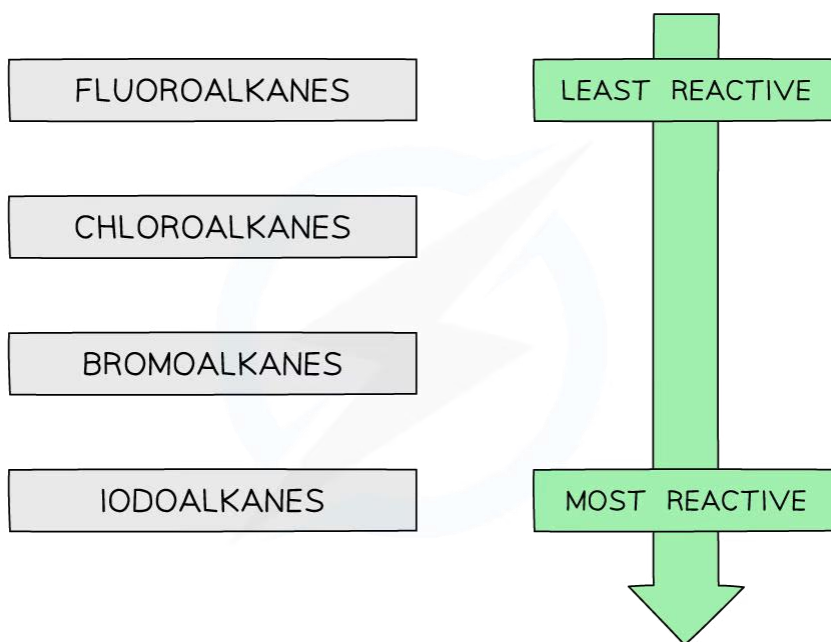 FLUOROALKANES
LEAST REACTIVE
CHLOROALKANES
BROMOALKANES
IODOALKANES
MOST REACTIVE